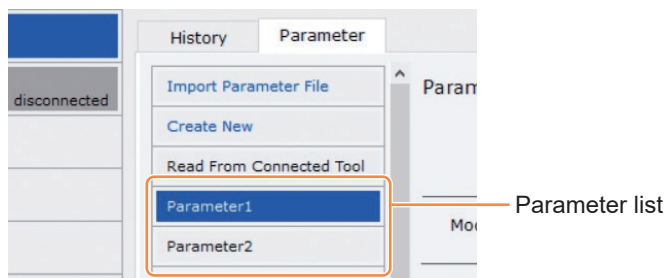 History Parameter
disconnected
Import Parameter File
Create New
Read From Connected Tool
Parameter1
Parameter2
Parameter list